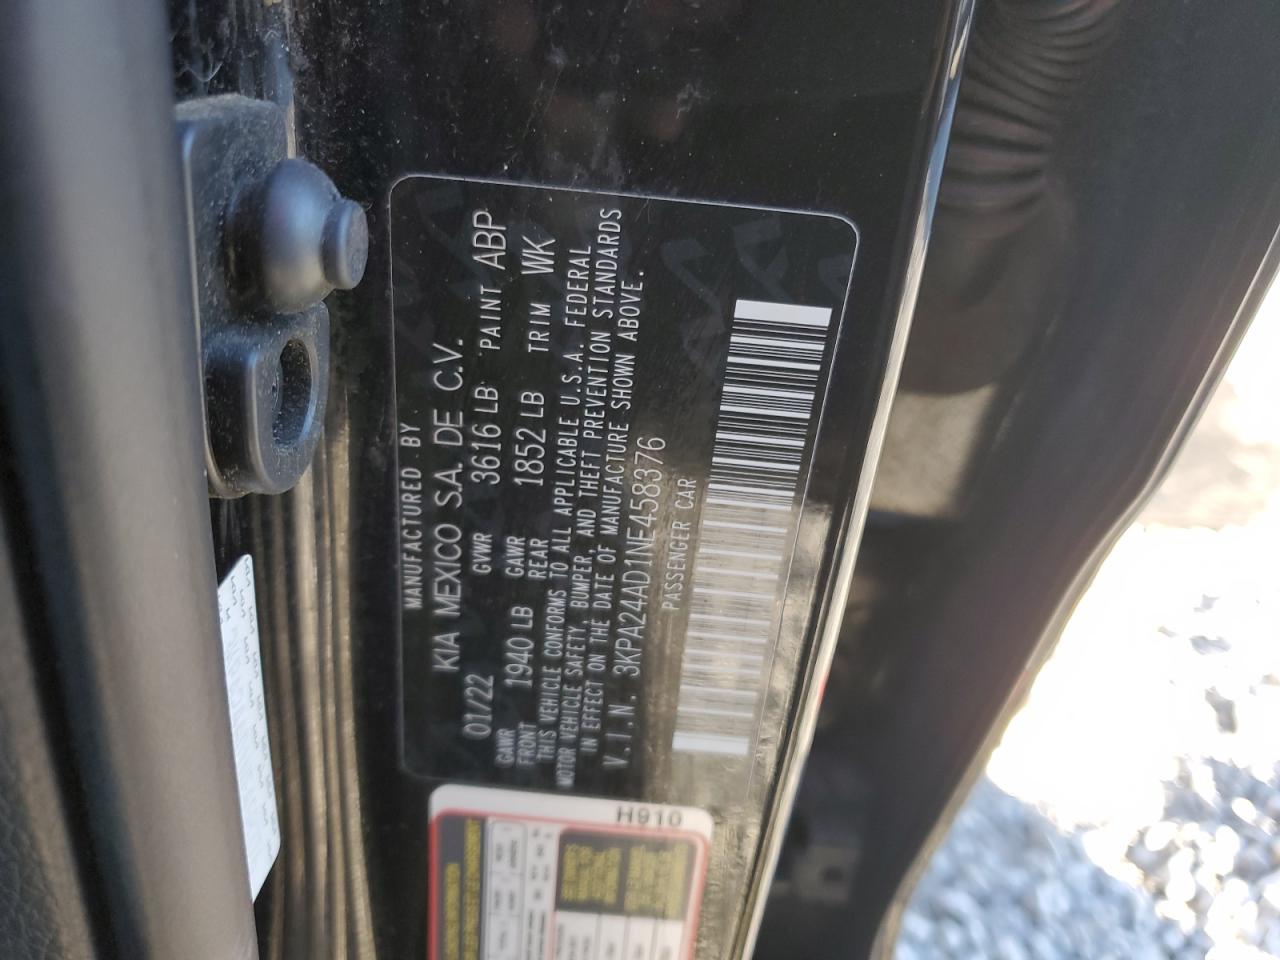 MANUFACTURED BY
KIA MEXICO S.A. DE C.V.
01/22 GVWR 3616 LB PAINT ABP
GAWR FRONT 1940 LB GAWR REAR 1852 LB TRIM WK
THIS VEHICLE CONFORMS TO ALL APPLICABLE U.S.A. FEDERAL
MOTOR VEHICLE SAFETY, BUMPER, AND THEFT PREVENTION STANDARDS
IN EFFECT ON THE DATE OF MANUFACTURE SHOWN ABOVE.
V.I.N. 3KPA24AD1NE458376
PASSENGER CAR
H910